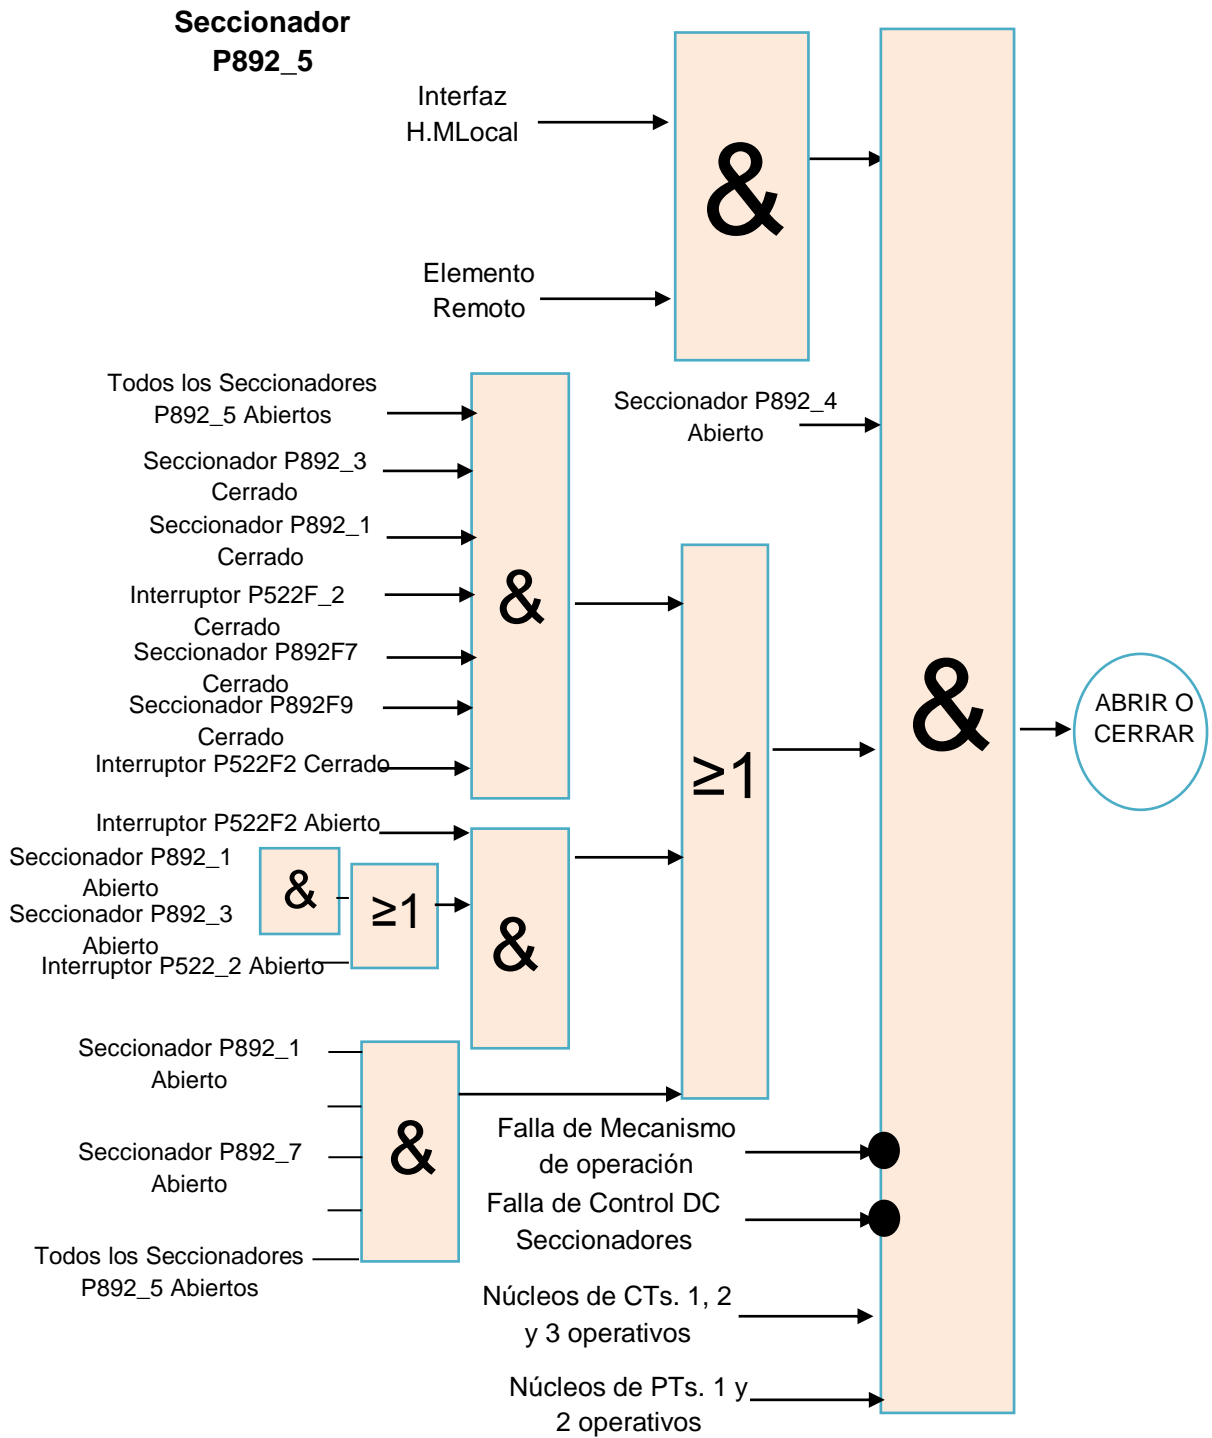 Seccionador
P892_5
Interfaz
H.MLocal
&
Elemento
Remoto
Todos los Seccionadores
P892_5 Abiertos
Seccionador P892_3
Cerrado
Seccionador P892_1
Cerrado
Interruptor P522F_2
Cerrado
Seccionador P892F7
Cerrado
Seccionador P892F9
Cerrado
Interruptor P522F2 Cerrado
&
Seccionador P892_4
Abierto
≥1
&
ABRIR O
CERRAR
Interruptor P522F2 Abierto
Seccionador P892_1
Abierto
Seccionador P892_3
Abierto
Interruptor P522_2 Abierto
&
≥1
&
Seccionador P892_1
Abierto
Seccionador P892_7
Abierto
Todos los Seccionadores
P892_5 Abiertos
&
Falla de Mecanismo
de operación
Falla de Control DC
Seccionadores
Núcleos de CTs. 1, 2
y 3 operativos
Núcleos de PTs. 1 y
2 operativos